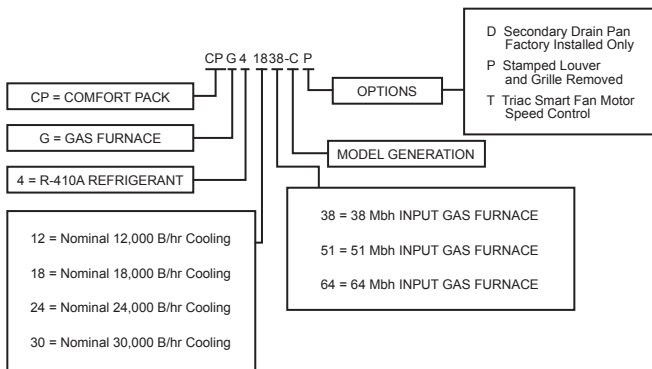 D Secondary Drain Pan
Factory Installed Only
P Stamped Louver
and Grille Removed
T Triac Smart Fan Motor
Speed Control
CP G 4 18 38-C P
OPTIONS
CP = COMFORT PACK
G = GAS FURNACE
MODEL GENERATION
4 = R-410A REFRIGERANT
38 = 38 Mbh INPUT GAS FURNACE
51 = 51 Mbh INPUT GAS FURNACE
64 = 64 Mbh INPUT GAS FURNACE
12 = Nominal 12,000 B/hr Cooling
18 = Nominal 18,000 B/hr Cooling
24 = Nominal 24,000 B/hr Cooling
30 = Nominal 30,000 B/hr Cooling